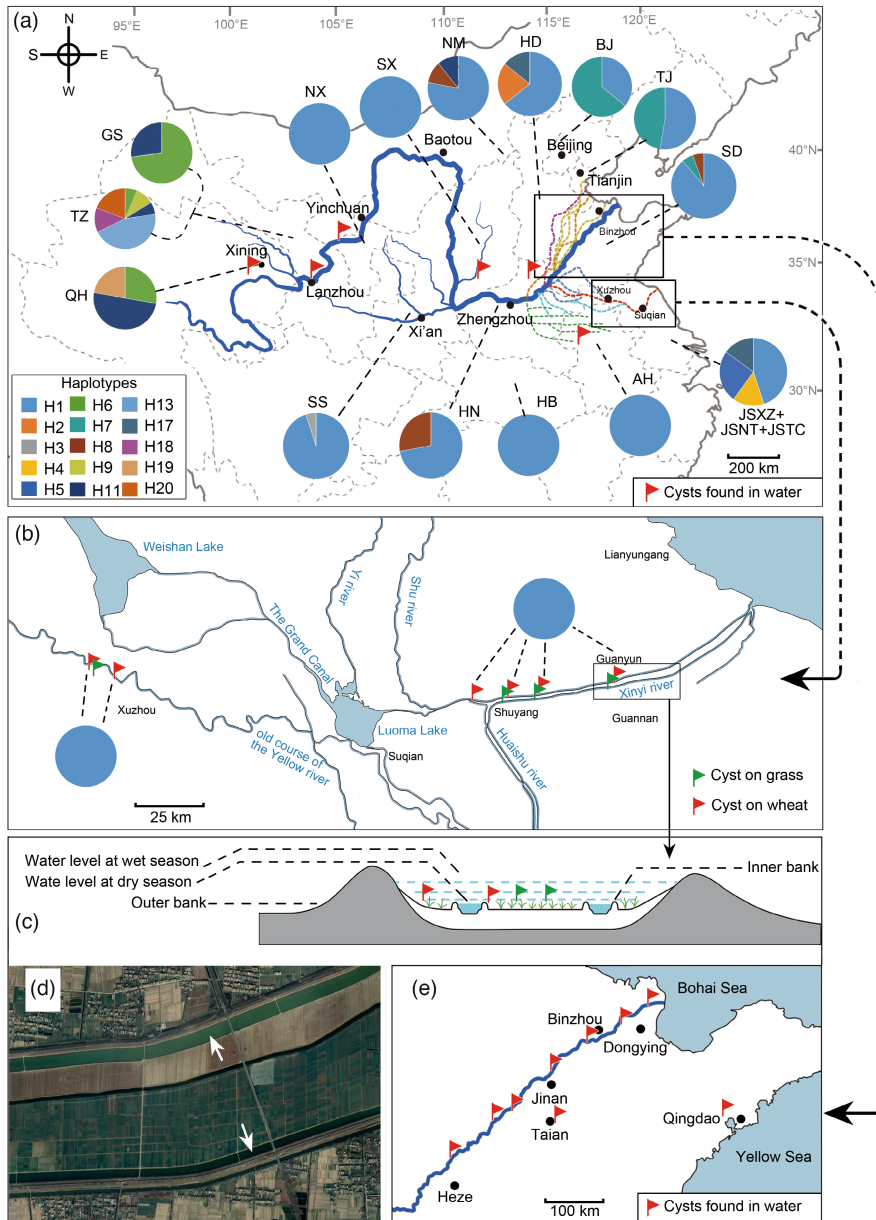 (a)
95°E
100°E
105°E
110°E
115°E
120°E
N
S
E
W
NM
HD
BJ
SX
NX
TJ
GS
Baotou
Beijing
40°N
SD
Tianjin
TZ
Yinchuan
Binzhou
Xining
35°N
QH
Lanzhou
Xuzhou
Suqian
Zhengzhou
Xi'an
AH
30°N
Haplotypes
H1 H6 H13
H2 H7 H17
H3 H8 H18
H4 H9 H19
H5 H11 H20
SS
HN
HB
JSXZ+
JSNT+JSTC
200 km
Cysts found in water
(b)
Weishan Lake
Lianyungang
Yi river
Shu river
The Grand Canal
Guanyun
Xinyi river
Xuzhou
Shuyang
Guannan
Luoma Lake
Suqian
old course of
the Yellow river
Huaishu river
Cyst on grass
Cyst on wheat
25 km
Water level at wet season
Wate level at dry season
Inner bank
Outer bank
(c)
(d)
(e)
Bohai Sea
Binzhou
Dongying
Jinan
Qingdao
Taian
Yellow Sea
Heze
100 km
Cysts found in water